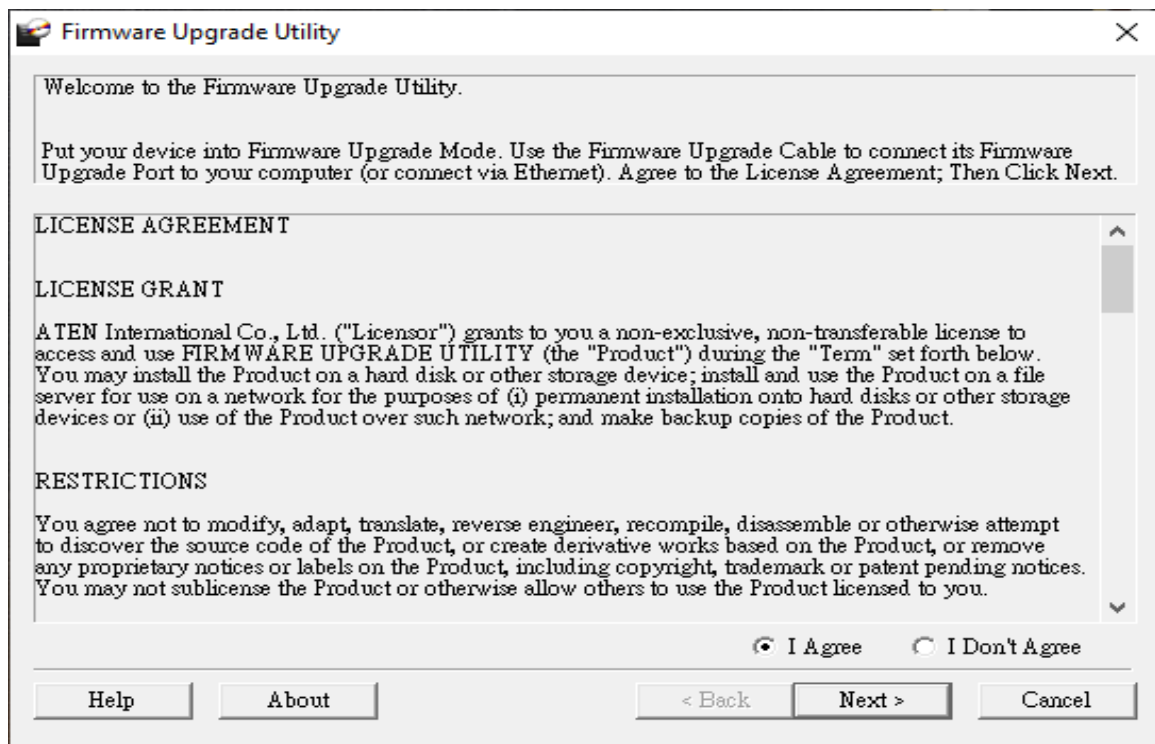 Firmware Upgrade Utility
Welcome to the Firmware Upgrade Utility.
Put your device into Firmware Upgrade Mode. Use the Firmware Upgrade Cable to connect its Firmware
Upgrade Port to your computer (or connect via Ethernet). Agree to the License Agreement; Then Click Next.
LICENSE AGREEMENT
LICENSE GRANT
ATEN International Co., Ltd. ("Licensor") grants to you a non-exclusive, non-transferable license to
access and use FIRMWARE UPGRADE UTILITY (the "Product") during the "Term" set forth below.
You may install the Product on a hard disk or other storage device; install and use the Product on a file
server for use on a network for the purposes of (i) permanent installation onto hard disks or other storage
devices or (ii) use of the Product over such network; and make backup copies of the Product.
RESTRICTIONS
You agree not to modify, adapt, translate, reverse engineer, recompile, disassemble or otherwise attempt
to discover the source code of the Product, or create derivative works based on the Product, or remove
any proprietary notices or labels on the Product, including copyright, trademark or patent pending notices.
You may not sublicense the Product or otherwise allow others to use the Product licensed to you.
I Agree I Don't Agree
Help About < Back Next > Cancel